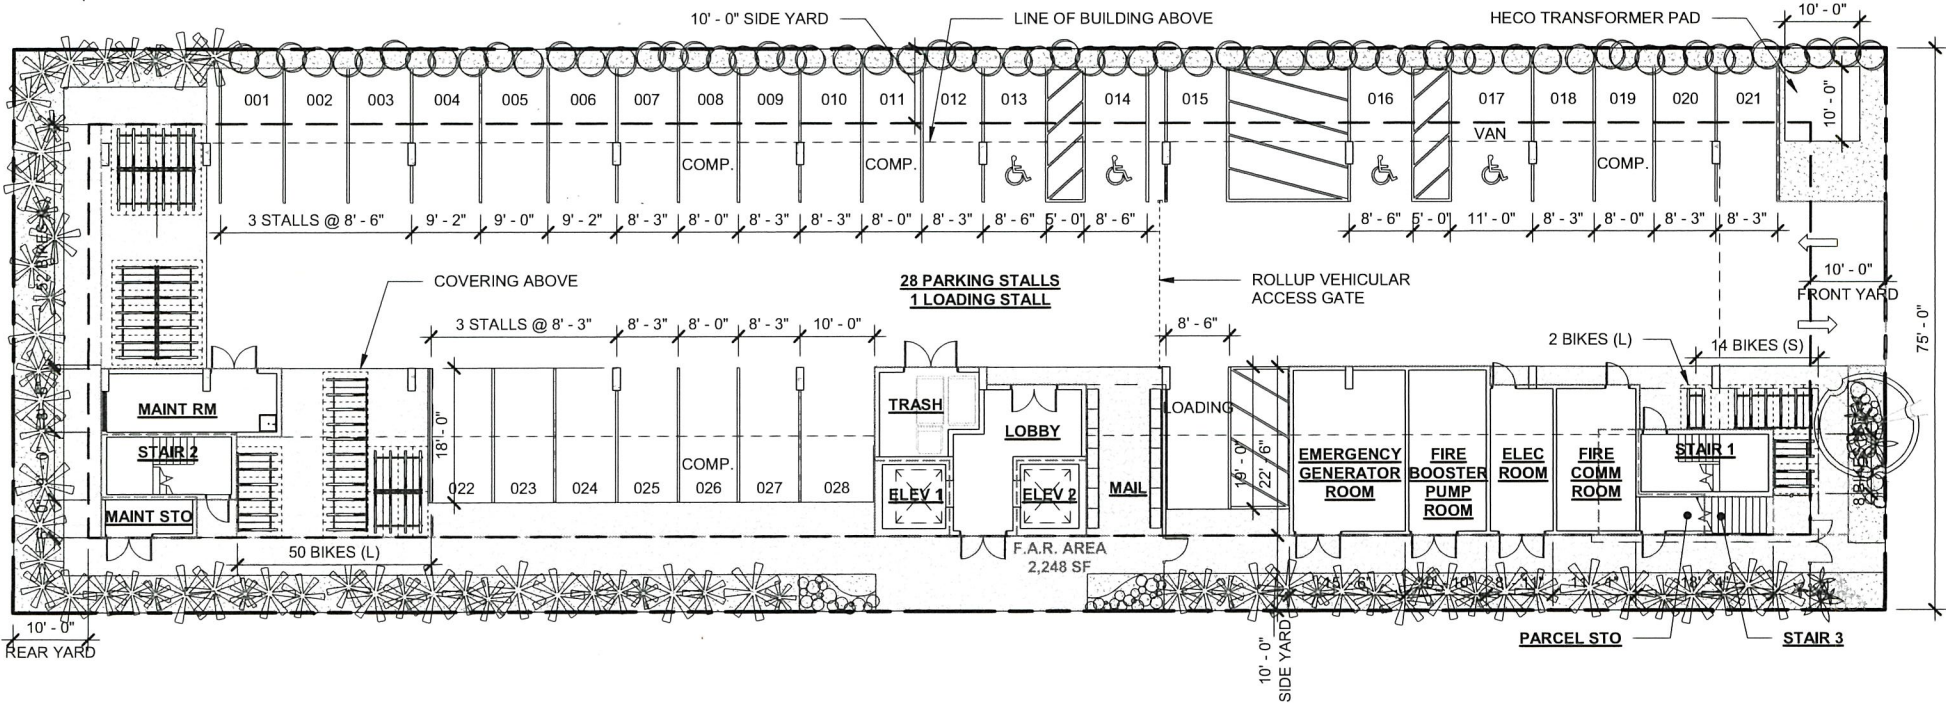 10' - 0" SIDE YARD
LINE OF BUILDING ABOVE
HECO TRANSFORMER PAD
10' - 0"
001 002 003 004 005 006 007 008 009 010 011 012 013 014 015 016 017 018 019 020 021
10' - 0"
VAN
COMP. COMP. COMP.
3 STALLS @ 8' - 6" 9' - 2" 9' - 0" 9' - 2" 8' - 3" 8' - 0" 8' - 3" 8' - 3" 8' - 0" 8' - 3" 8' - 6" 5' - 0" 8' - 6" 8' - 6" 5' - 0" 11' - 0" 8' - 3" 8' - 0" 8' - 3" 8' - 3"
52 BIKES
COVERING ABOVE
28 PARKING STALLS
1 LOADING STALL
ROLLUP VEHICULAR
ACCESS GATE
10' - 0"
FRONT YARD
75' - 0"
3 STALLS @ 8' - 3" 8' - 3" 8' - 0" 8' - 3" 10' - 0" 8' - 6"
2 BIKES (L)
14 BIKES (S)
MAINT RM
STAIR 2
MAINT STO
18' - 0"
COMP.
022 023 024 025 026 027 028
TRASH
LOBBY
ELEV 1
ELEV 2
MAIL
LOADING
19' - 0"
22' - 6"
EMERGENCY
GENERATOR
ROOM
FIRE
BOOSTER
PUMP
ROOM
ELEC
ROOM
FIRE
COMM
ROOM
STAIR 1
8 BIKES
50 BIKES (L)
F.A.R. AREA
2,248 SF
10' - 0"
REAR YARD
10' - 0"
SIDE YARD
PARCEL STO
STAIR 3